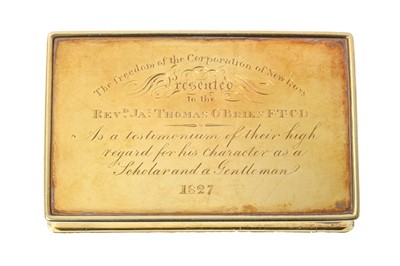 The Freedom of the Corporation of New Ross
Presented
to the
REVD. JAS. THOMAS O'BRIEN F.T.C.D
As a testimonium of their high
regard for his Character as a
Scholar and a Gentleman
1827